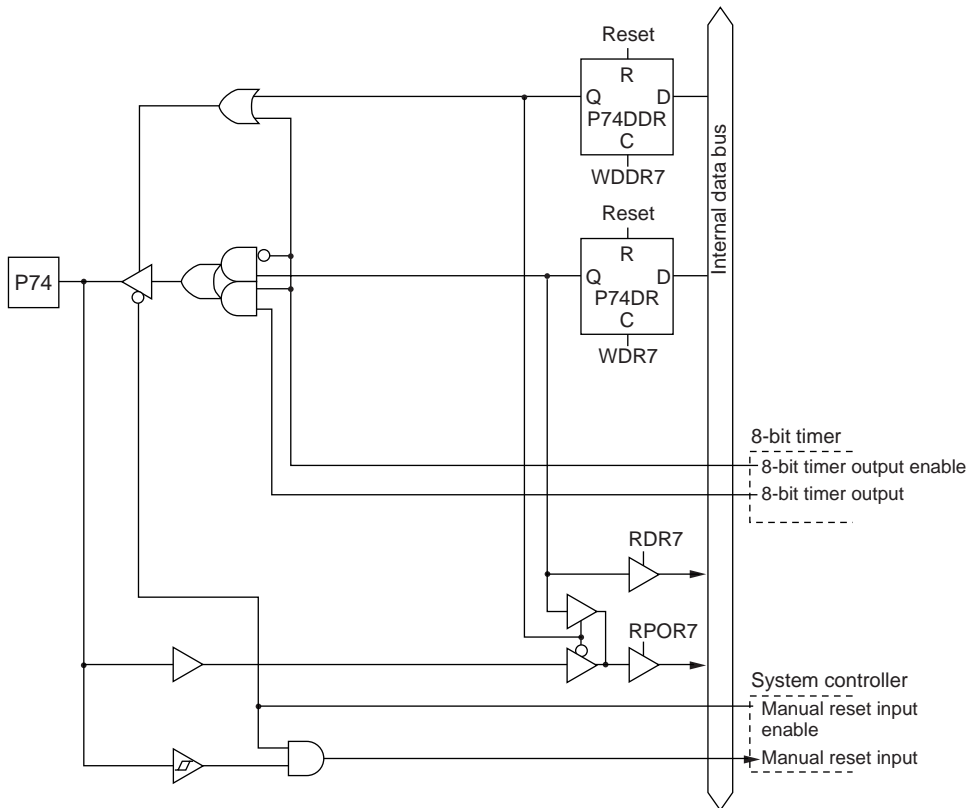 Reset
R
Q D
P74DDR
C
WDDR7
Internal data bus
Reset
R
Q D
P74DR
C
WDR7
P74
8-bit timer
8-bit timer output enable
8-bit timer output
RDR7
RPOR7
System controller
Manual reset input
enable
Manual reset input